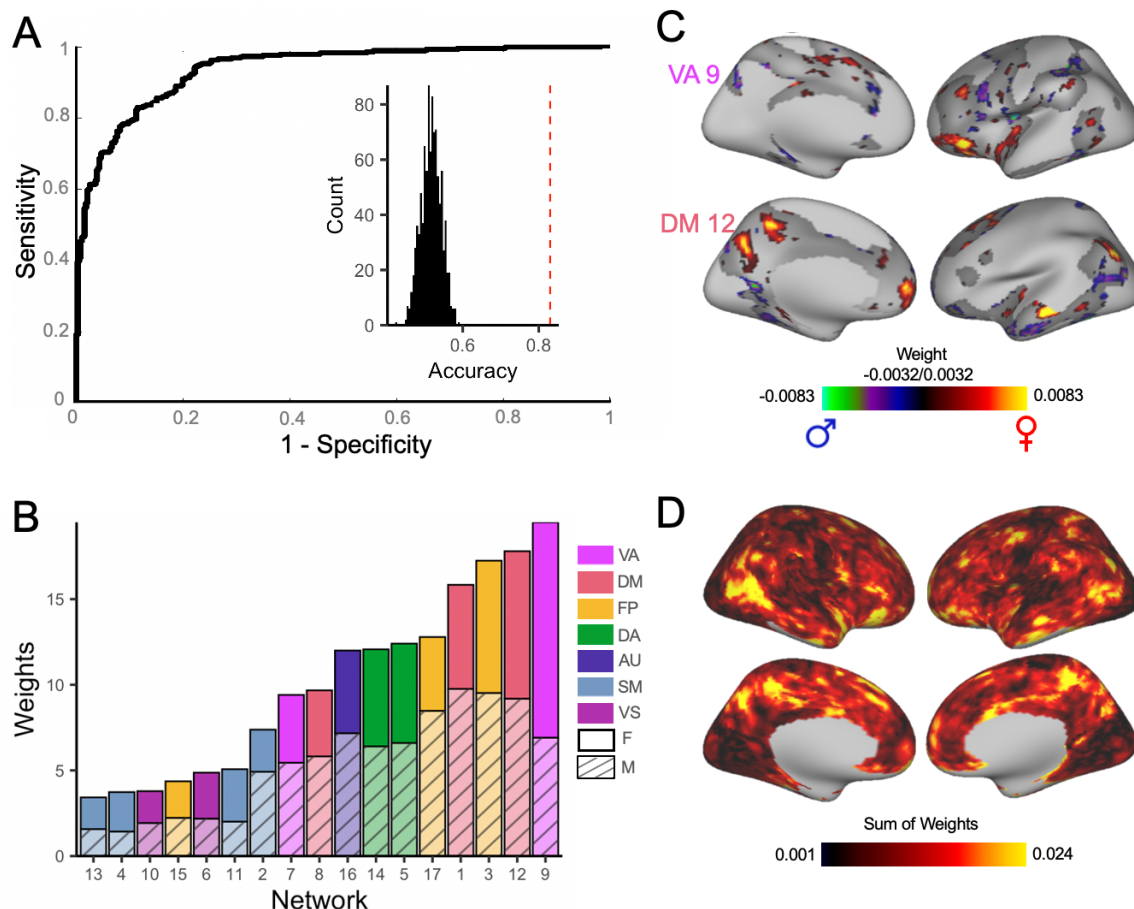 A
Sensitivity
1
0.8
0.6
0.4
0.2
0
0
0.2
0.4
0.6
0.8
1
1 - Specificity
Count
80
60
40
20
0
0.6
0.8
Accuracy
B
Weights
15
10
5
0
13 4 10 15 6 11 2 7 8 16 14 5 17 1 3 12 9
Network
VA
DM
FP
DA
AU
SM
VS
F
M
C
VA 9
DM 12
Weight
-0.0032/0.0032
-0.0083
0.0083
♂ ♀
D
Sum of Weights
0.001
0.024